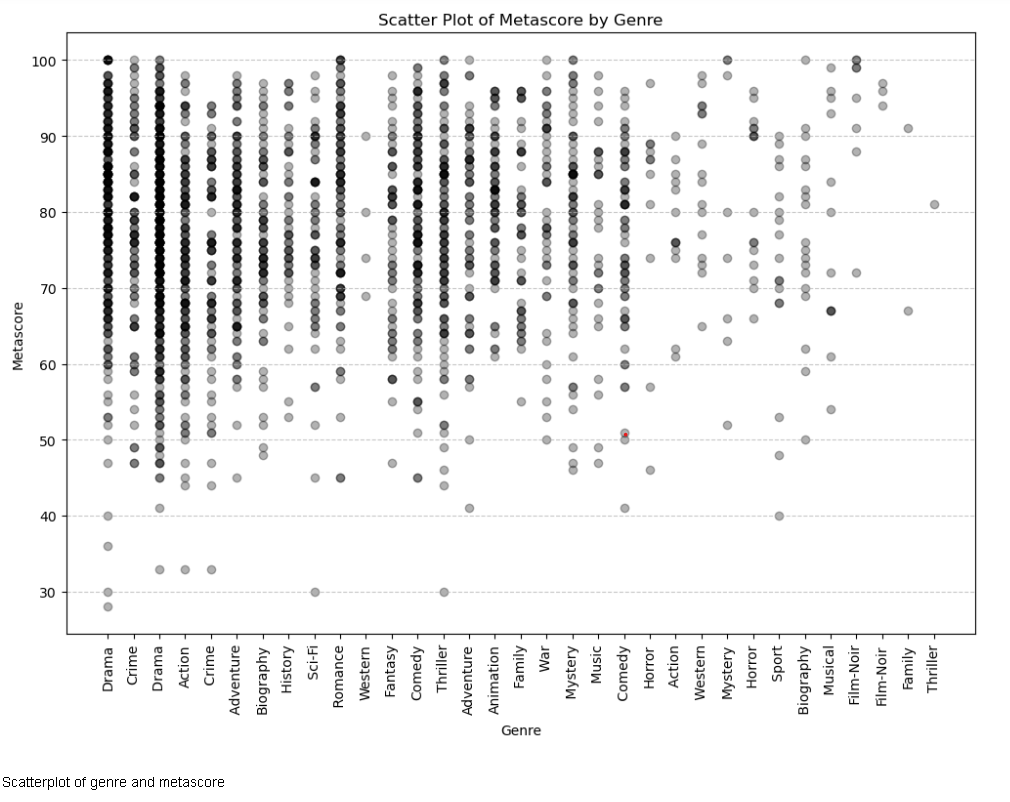 Scatter Plot of Metascore by Genre
100
90
80
70
60
50
40
30
Metascore
Drama
Crime
Drama
Action
Crime
Adventure
Biography
History
Sci-Fi
Romance
Western
Fantasy
Comedy
Thriller
Adventure
Animation
Family
War
Mystery
Music
Comedy
Horror
Action
Western
Mystery
Horror
Sport
Biography
Musical
Film-Noir
Film-Noir
Family
Thriller
Genre
Scatterplot of genre and metascore